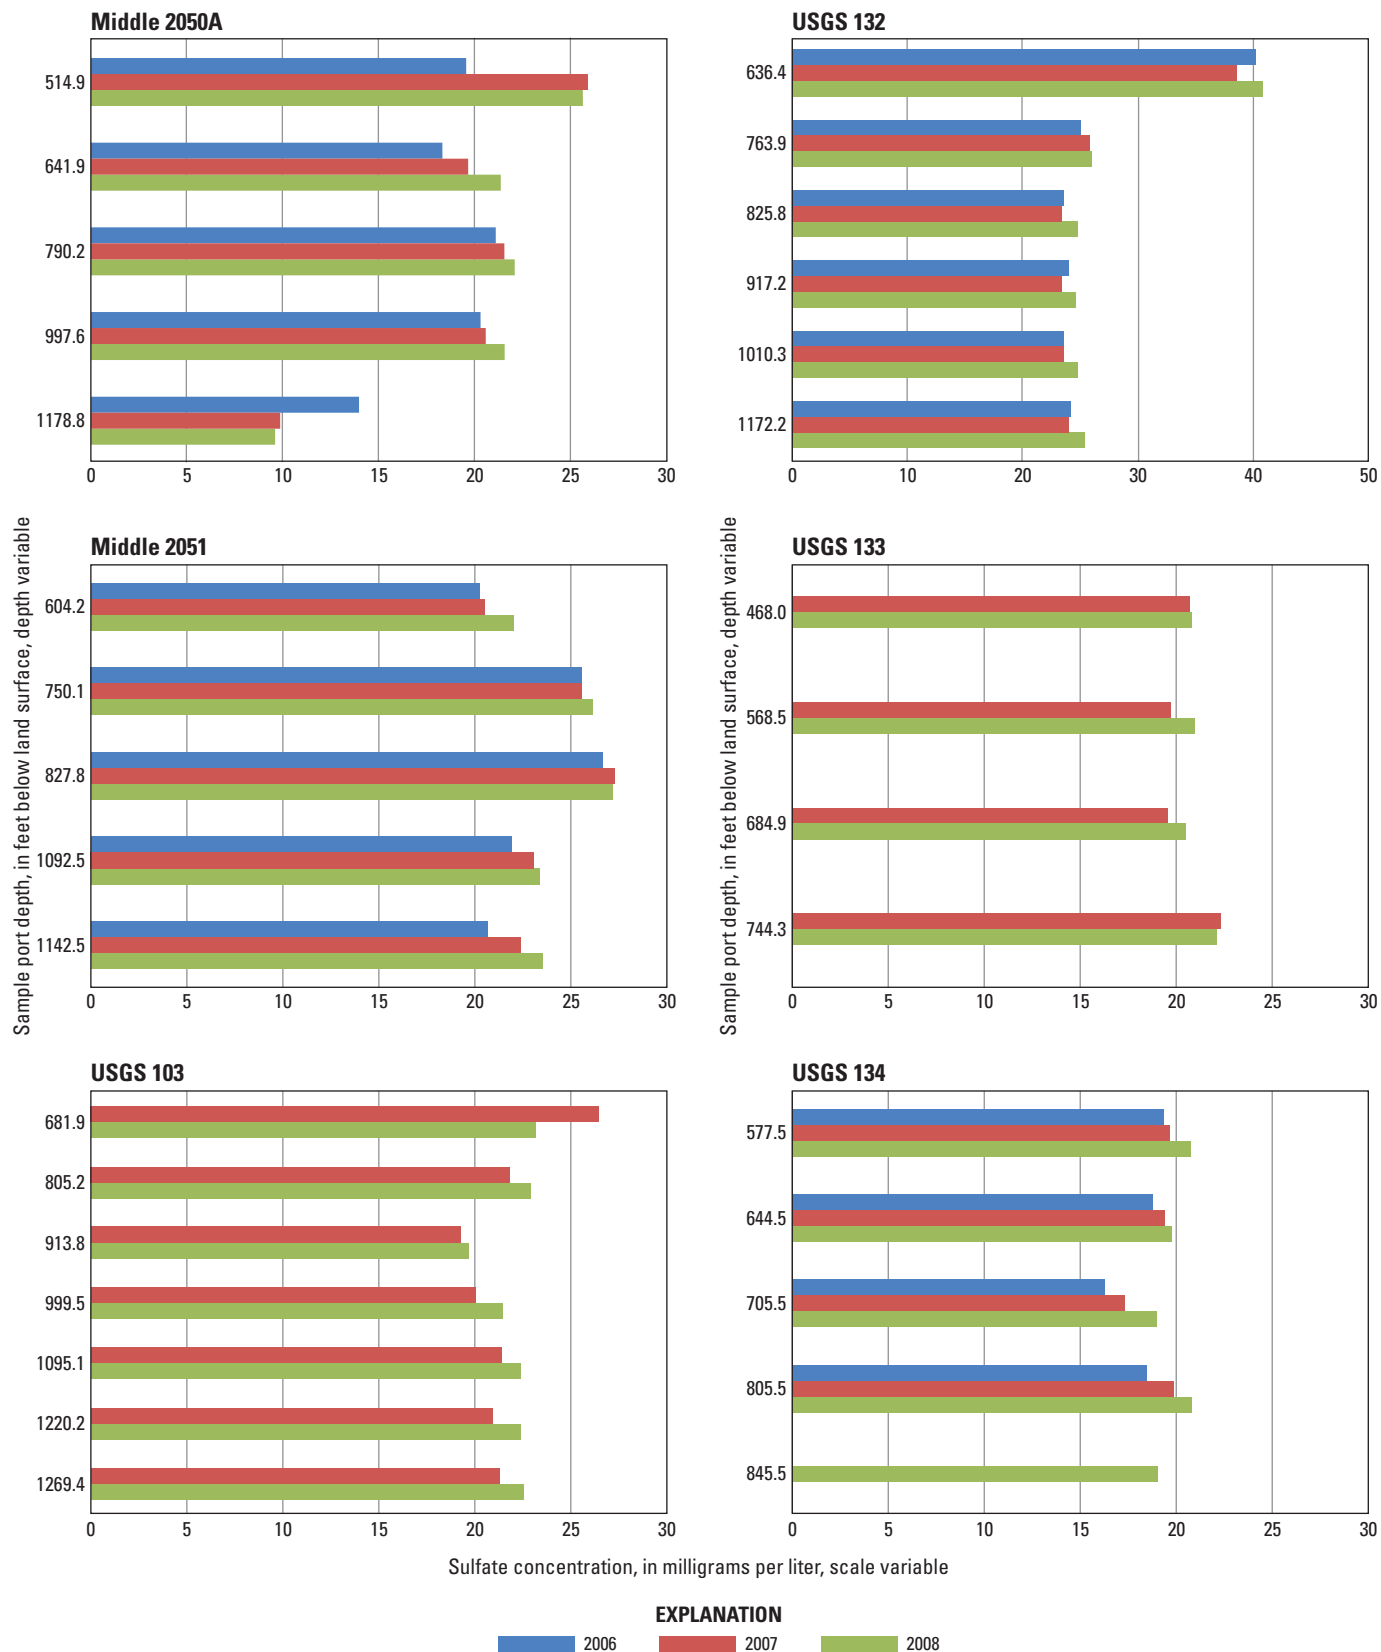 Middle 2050A
514.9
641.9
790.2
997.6
1178.8
0 5 10 15 20 25 30
USGS 132
636.4
763.9
825.8
917.2
1010.3
1172.2
0 10 20 30 40 50
Sample port depth, in feet below land surface, depth variable
Middle 2051
604.2
750.1
827.8
1092.5
1142.5
0 5 10 15 20 25 30
Sample port depth, in feet below land surface, depth variable
USGS 133
468.0
568.5
684.9
744.3
0 5 10 15 20 25 30
USGS 103
681.9
805.2
913.8
999.5
1095.1
1220.2
1269.4
0 5 10 15 20 25 30
USGS 134
577.5
644.5
705.5
805.5
845.5
0 5 10 15 20 25 30
Sulfate concentration, in milligrams per liter, scale variable
EXPLANATION
2006 2007 2008